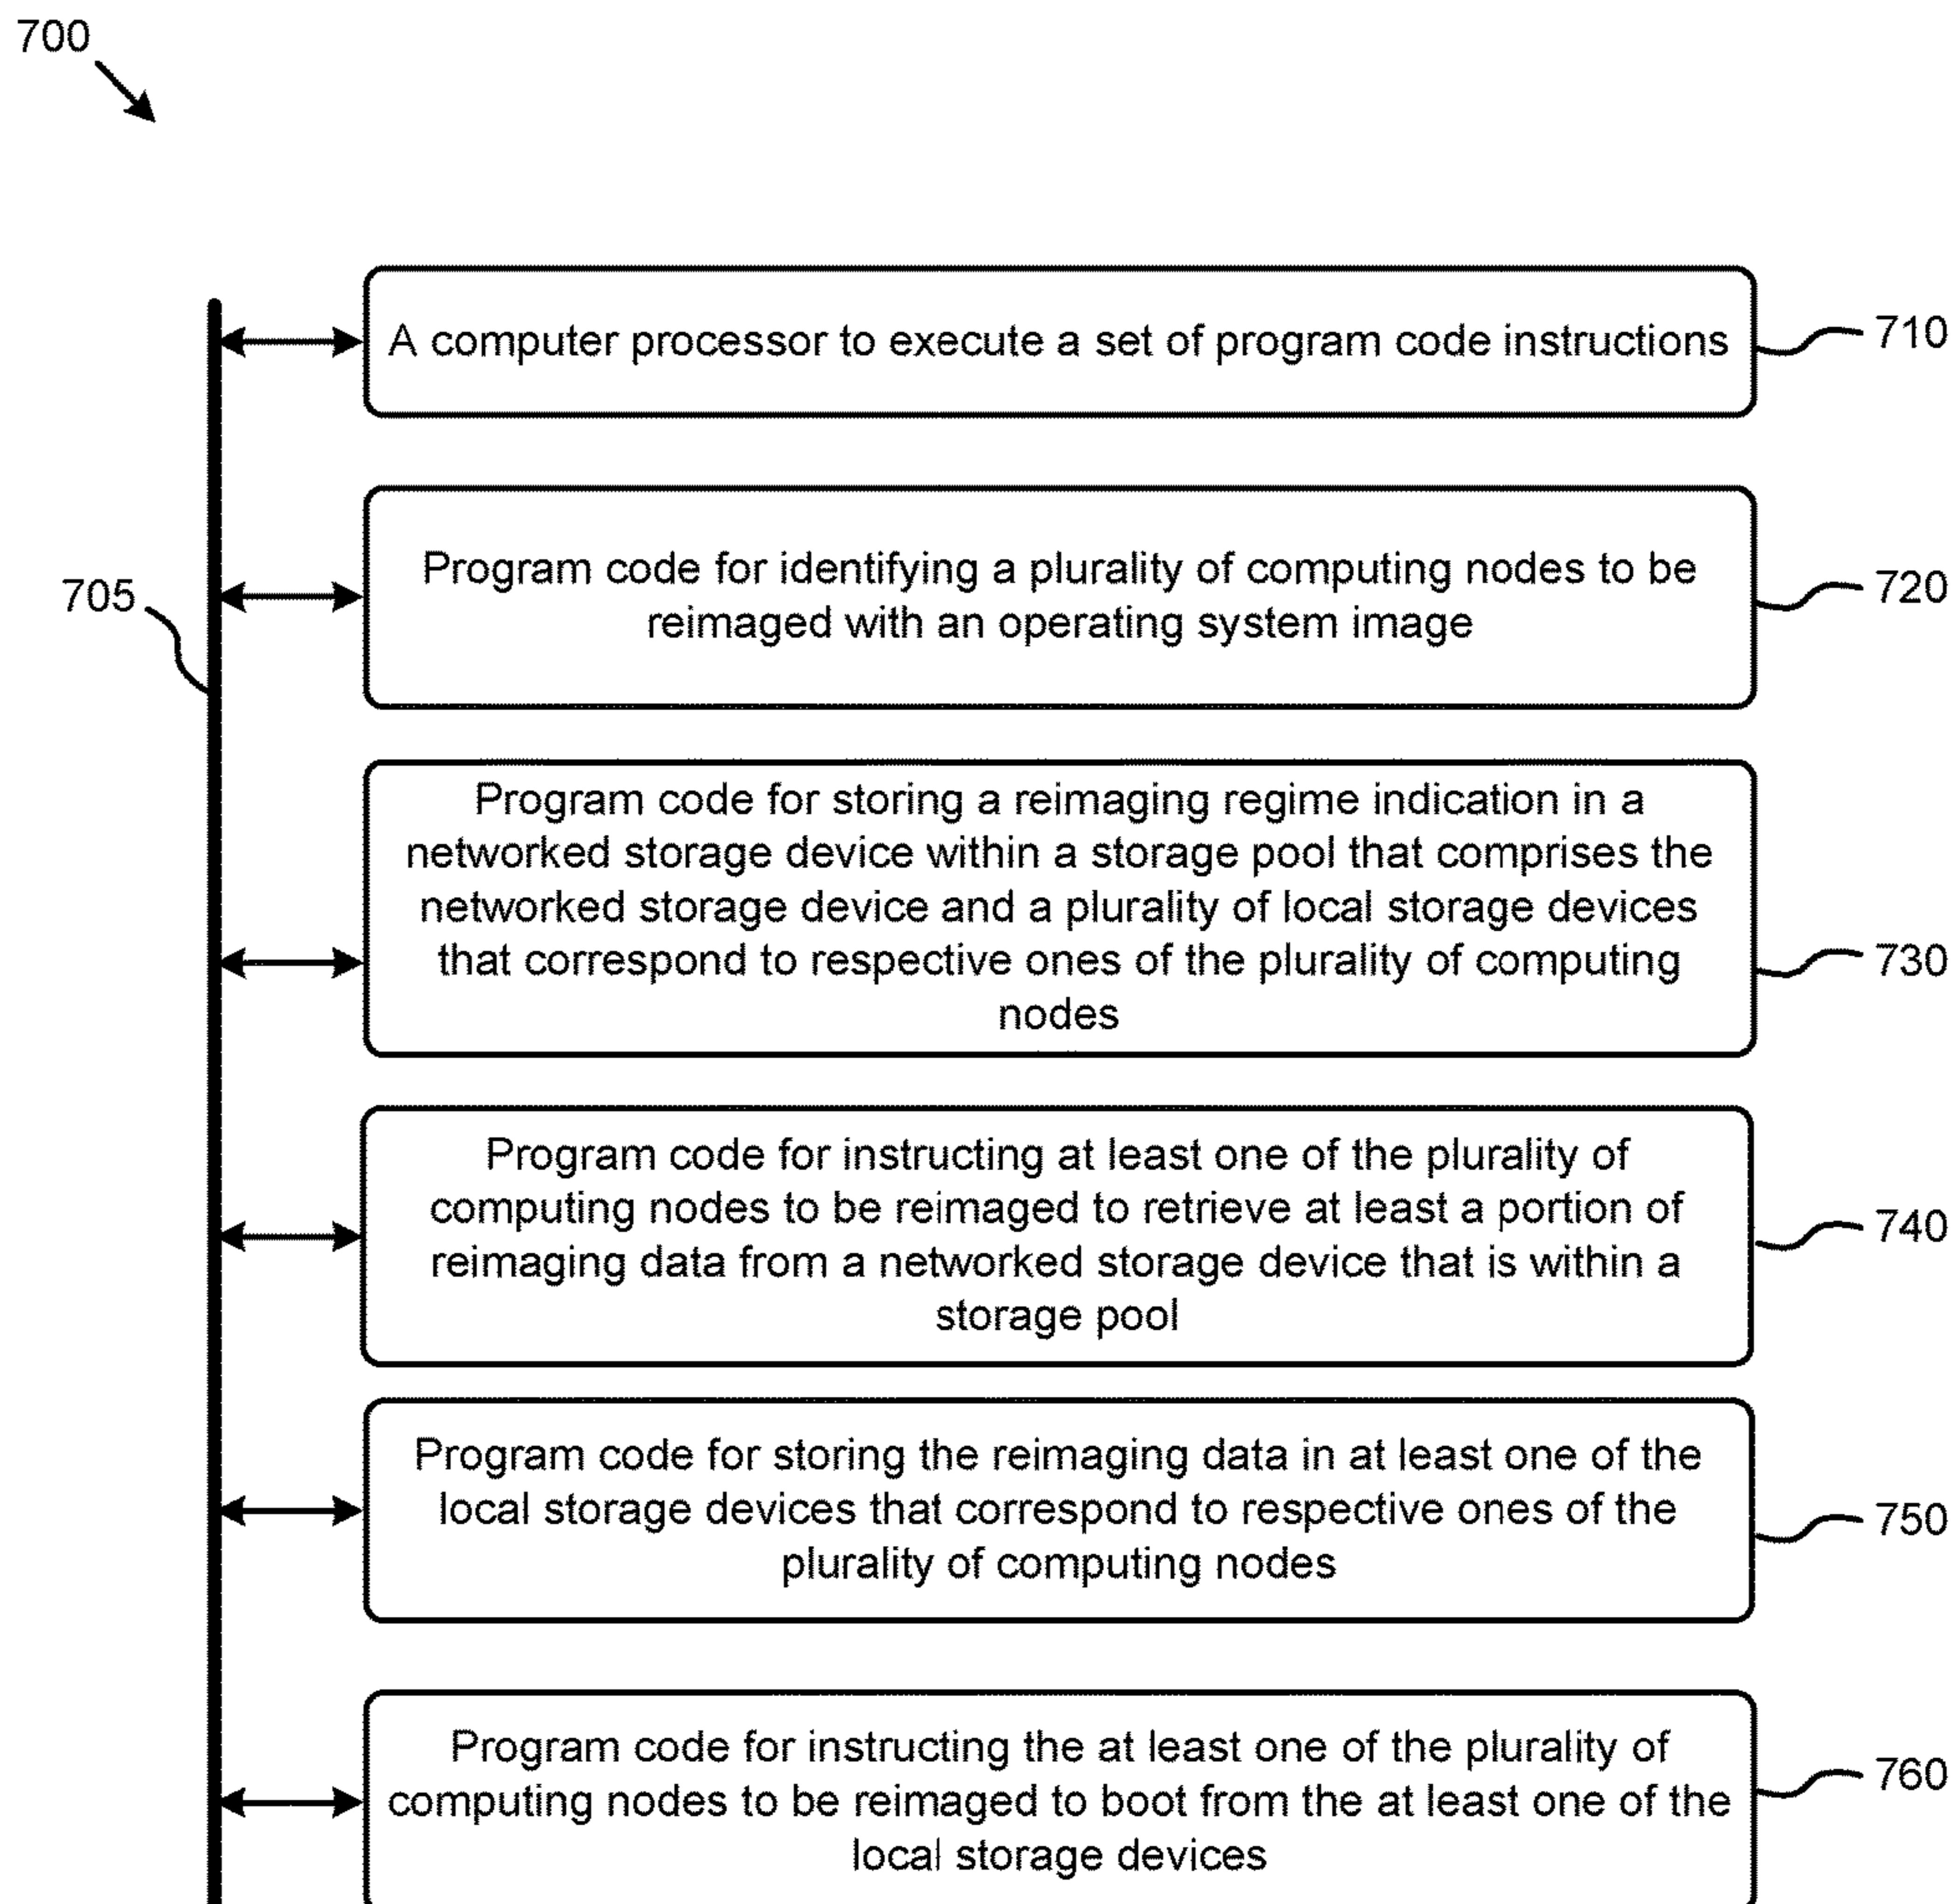 700
A computer processor to execute a set of program code instructions
710
Program code for identifying a plurality of computing nodes to be
reimaged with an operating system image
720
705
Program code for storing a reimaging regime indication in a
networked storage device within a storage pool that comprises the
networked storage device and a plurality of local storage devices
that correspond to respective ones of the plurality of computing
nodes
730
Program code for instructing at least one of the plurality of
computing nodes to be reimaged to retrieve at least a portion of
reimaging data from a networked storage device that is within a
storage pool
740
Program code for storing the reimaging data in at least one of the
local storage devices that correspond to respective ones of the
plurality of computing nodes
750
Program code for instructing the at least one of the plurality of
computing nodes to be reimaged to boot from the at least one of the
local storage devices
760